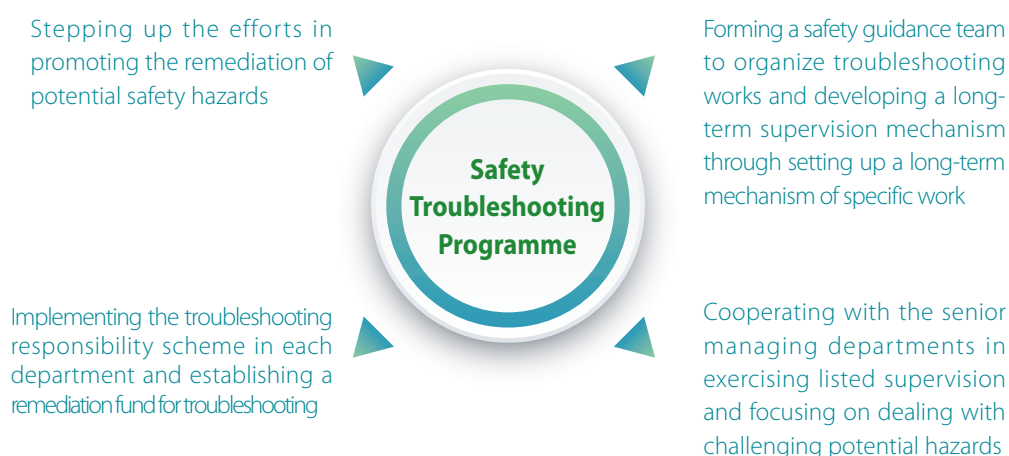 Stepping up the efforts in
promoting the remediation of
potential safety hazards
Forming a safety guidance team
to organize troubleshooting
works and developing a long-
term supervision mechanism
through setting up a long-term
mechanism of specific work
Safety
Troubleshooting
Programme
Implementing the troubleshooting
responsibility scheme in each
department and establishing a
remediation fund for troubleshooting
Cooperating with the senior
managing departments in
exercising listed supervision
and focusing on dealing with
challenging potential hazards